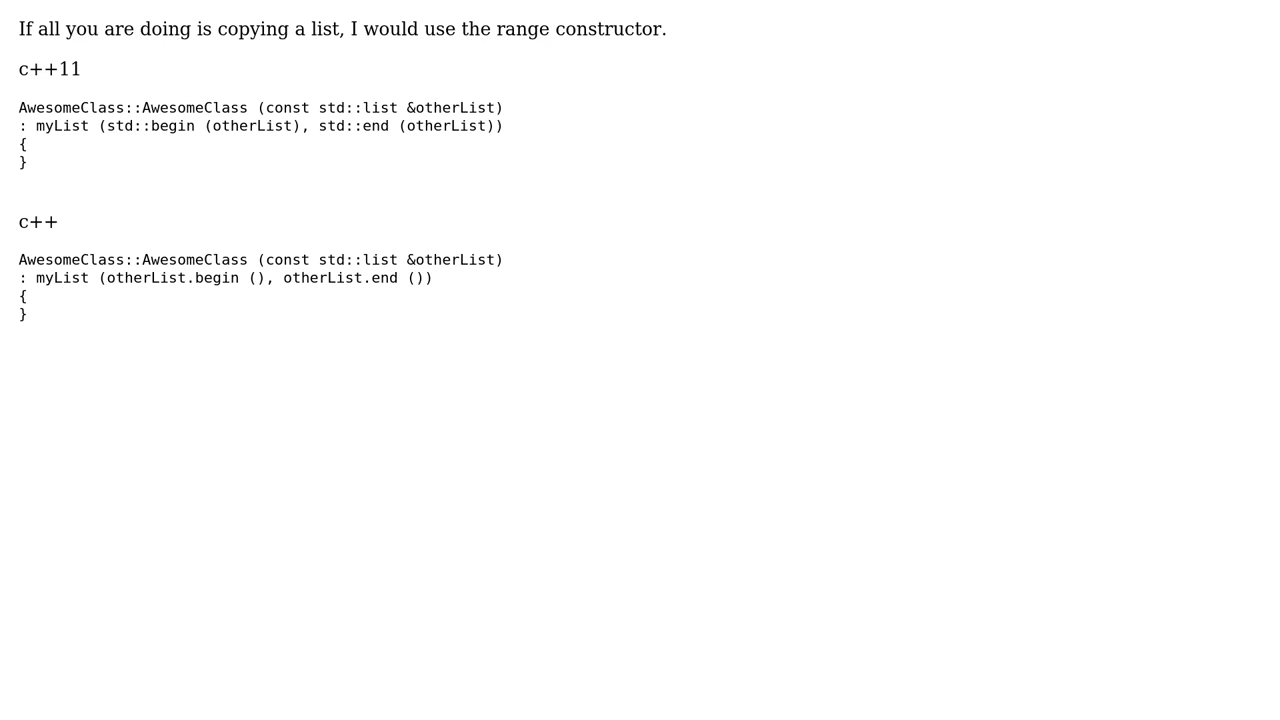 If all you are doing is copying a list, I would use the range constructor.
c++11
AwesomeClass::AwesomeClass (const std::list &otherList)
: myList (std::begin (otherList), std::end (otherList))
{
}
c++
AwesomeClass::AwesomeClass (const std::list &otherList)
: myList (otherList.begin (), otherList.end ())
{
}